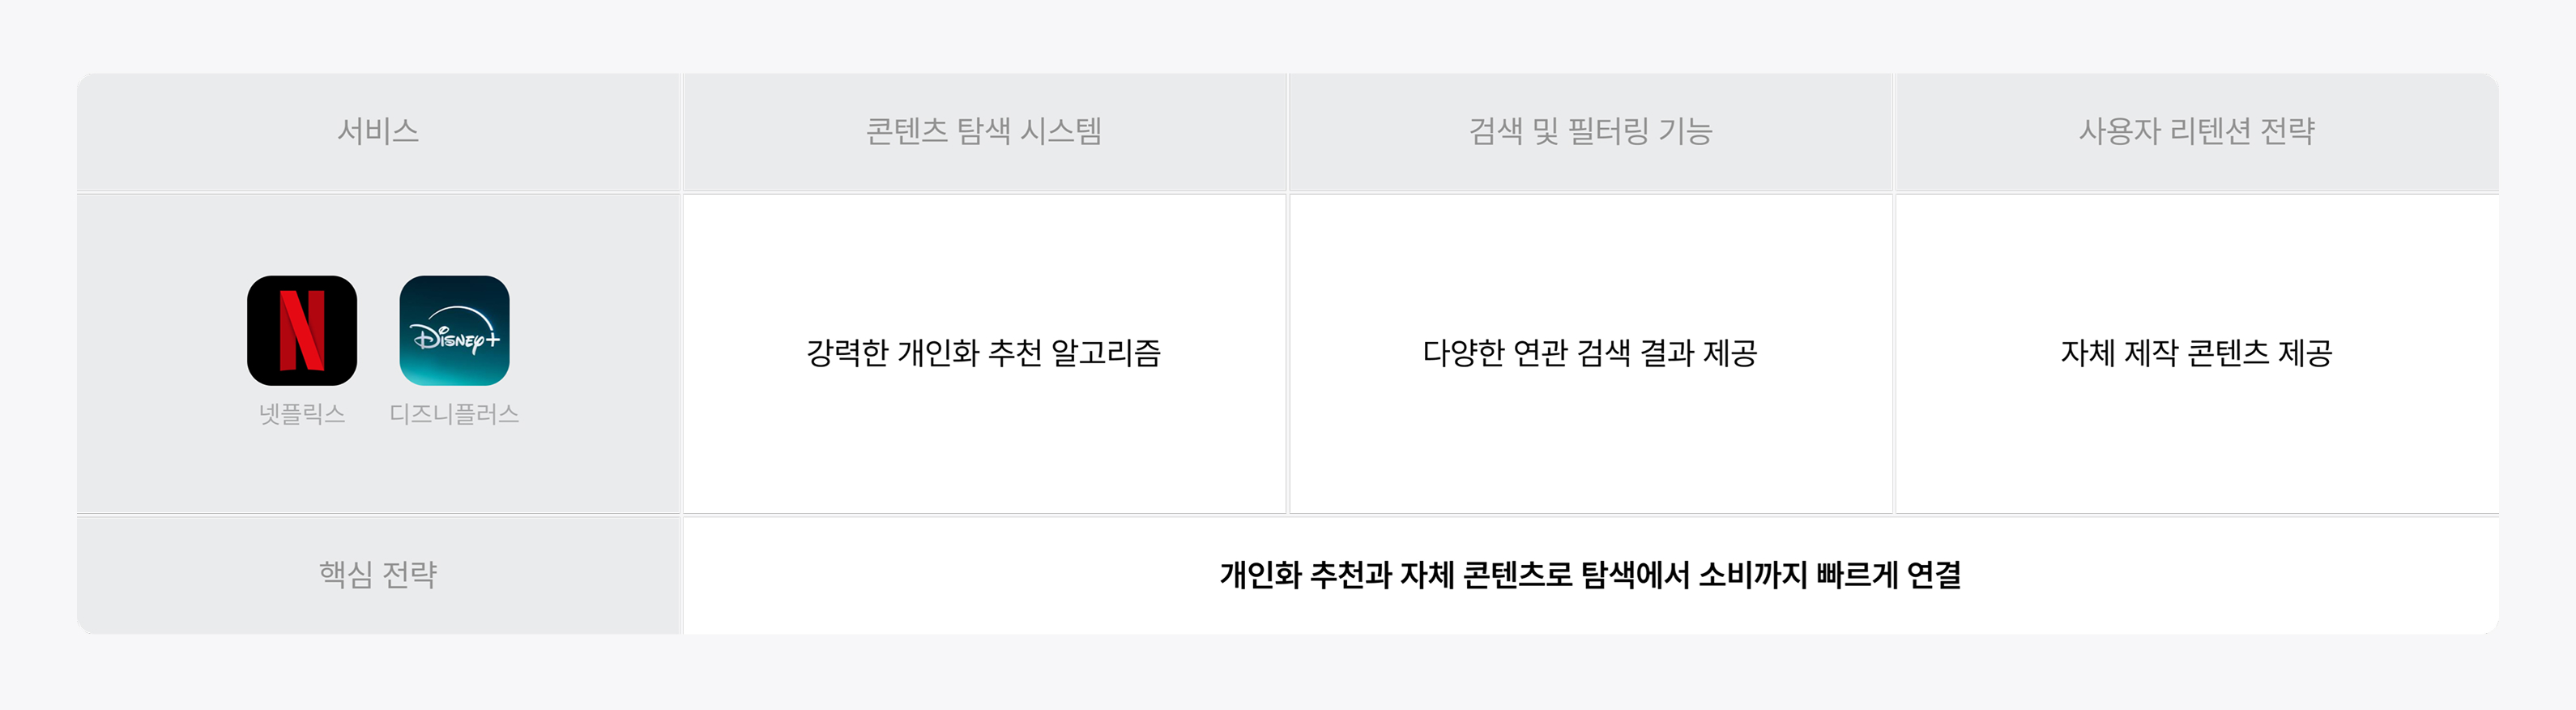 서비스
콘텐츠 탐색 시스템
검색 및 필터링 기능
사용자 리텐션 전략
N
Disney+
넷플릭스
디즈니플러스
강력한 개인화 추천 알고리즘
다양한 연관 검색 결과 제공
자체 제작 콘텐츠 제공
핵심 전략
개인화 추천과 자체 콘텐츠로 탐색에서 소비까지 빠르게 연결